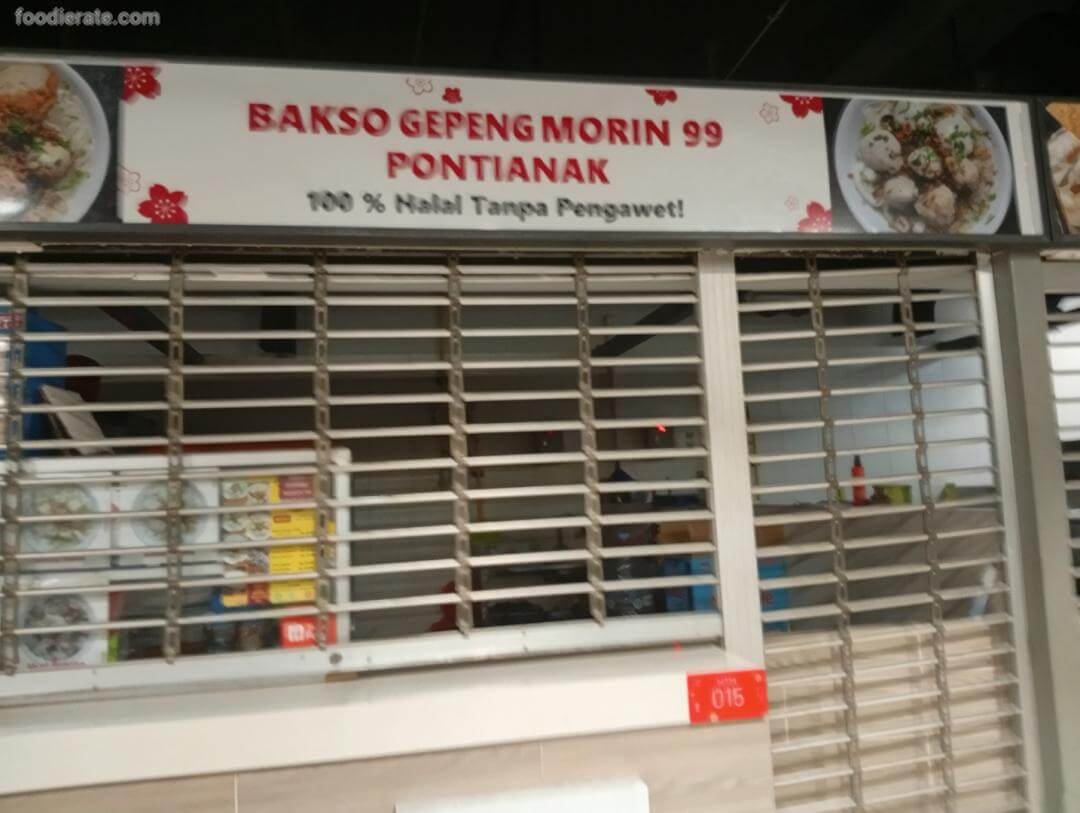 foodierate.com
BAKSO GEPENG MORIN 99
PONTIANAK
100 % Halal Tanpa Pengawet!
015